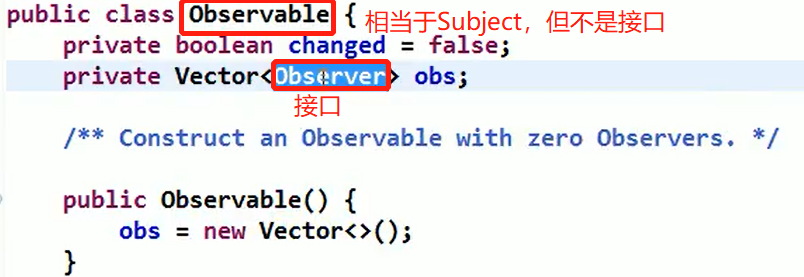 public class Observable { 相当于Subject，但不是接口
private boolean changed = false;
private Vector<Observer> obs;
接口
/** Construct an Observable with zero Observers. */
public Observable() {
obs = new Vector<>();
}